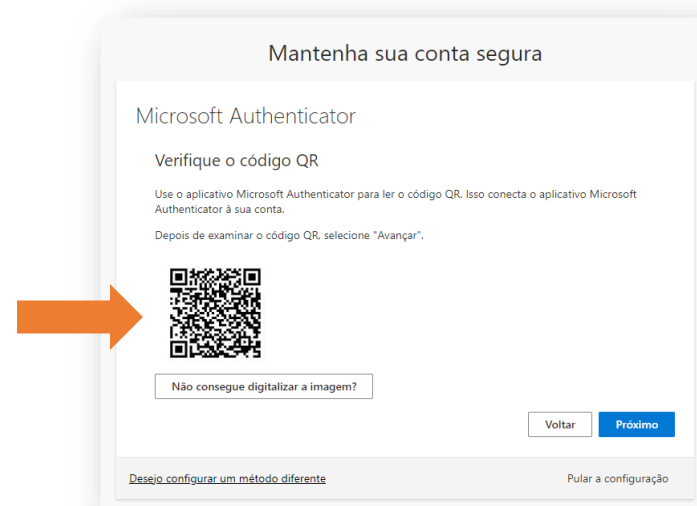 Mantenha sua conta segura
Microsoft Authenticator
Verifique o código QR
Use o aplicativo Microsoft Authenticator para ler o código QR. Isso conecta o aplicativo Microsoft
Authenticator à sua conta.
Depois de examinar o código QR, selecione "Avançar".
Não consegue digitalizar a imagem?
Voltar
Próximo
Desejo configurar um método diferente
Pular a configuração